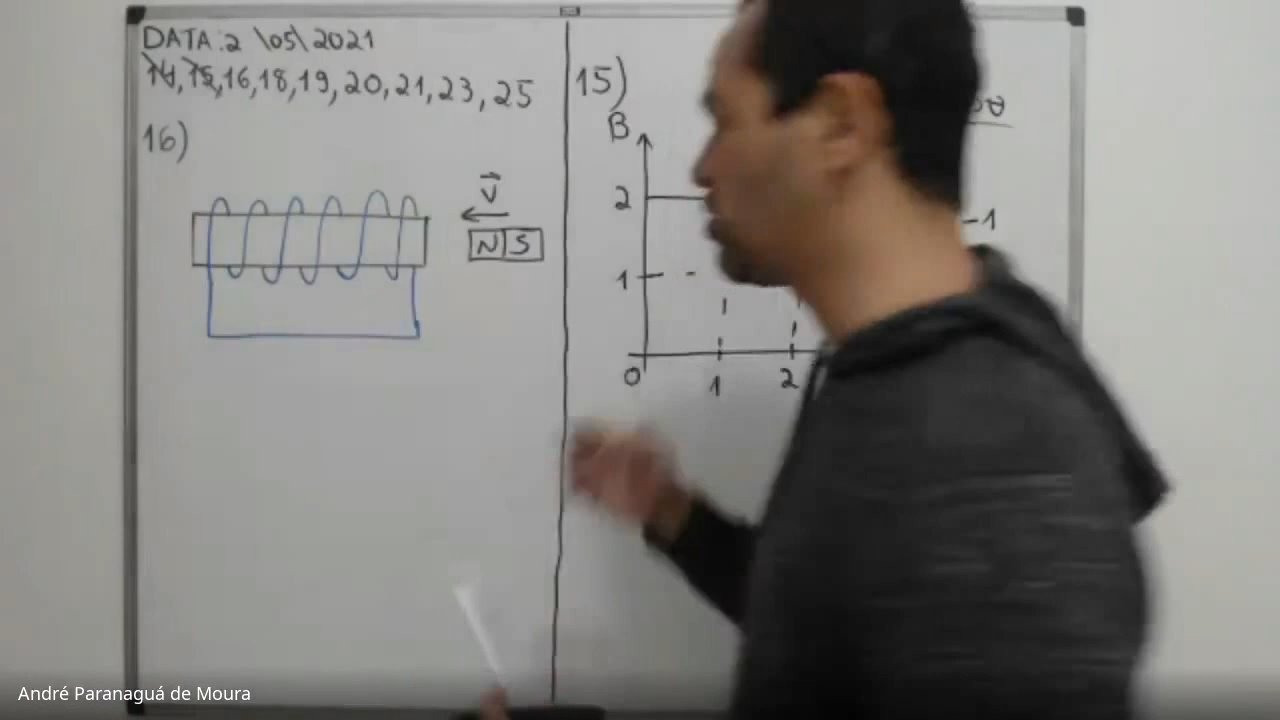 DATA: 2 \05\2021
14, 15, 16, 18, 19, 20, 21, 23, 25
16)
V
N S
15)
B
2
-1
1
0 1 2
André Paranaguá de Moura